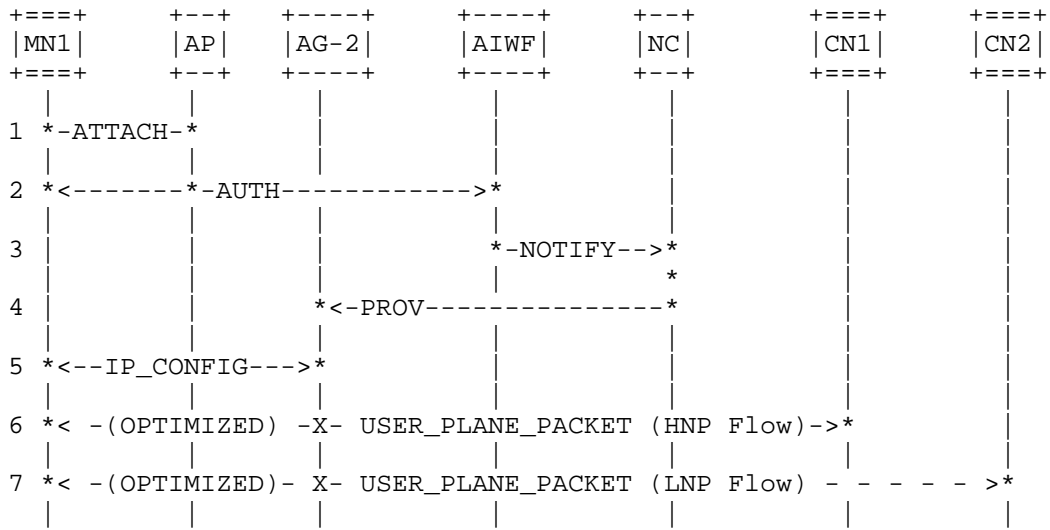 +===+ +--+ +----+ +----+ +--+ +===+ +===+
|MN1| |AP| |AG-2| |AIWF| |NC| |CN1| |CN2|
+===+ +--+ +----+ +----+ +--+ +===+ +===+
| | | | | | |
1 *-ATTACH-* | | | | |
| | | | | | |
2 *<-------*-AUTH------------>* | | |
| | | | | | |
3 | | | *-NOTIFY-->* | |
| | | | * | |
4 | | *<-PROV---------------* | |
| | | | | | |
5 *<--IP_CONFIG--->* | | | |
| | | | | | |
6 *< -(OPTIMIZED) -X- USER_PLANE_PACKET (HNP Flow)->* |
| | | | | | |
7 *< -(OPTIMIZED)- X- USER_PLANE_PACKET (LNP Flow) - - - - - >*
| | | | | | |